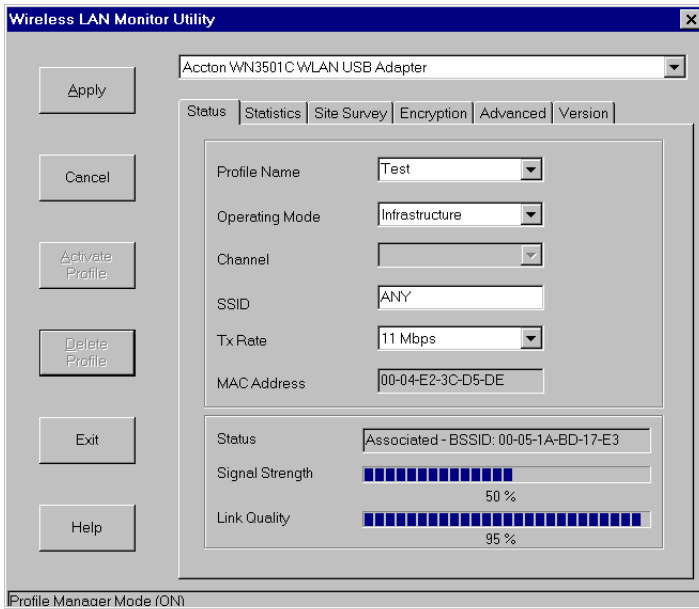 Wireless LAN Monitor Utility
Apply
Cancel
Activate
Profile
Delete
Profile
Exit
Help
Accton WN3501C WLAN USB Adapter
Status Statistics Site Survey Encryption Advanced Version
Profile Name Test
Operating Mode Infrastructure
Channel
SSID ANY
Tx Rate 11 Mbps
MAC Address 00-04-E2-3C-D5-DE
Status Associated - BSSID: 00-05-1A-BD-17-E3
Signal Strength
50 %
Link Quality
95 %
Profile Manager Mode (ON)